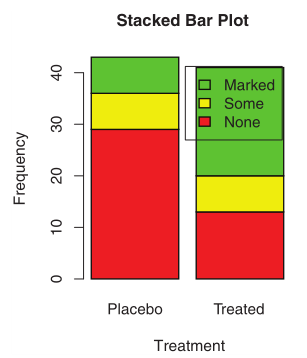 Stacked Bar Plot
Frequency
40
30
20
10
0
Marked
Some
None
Placebo
Treated
Treatment